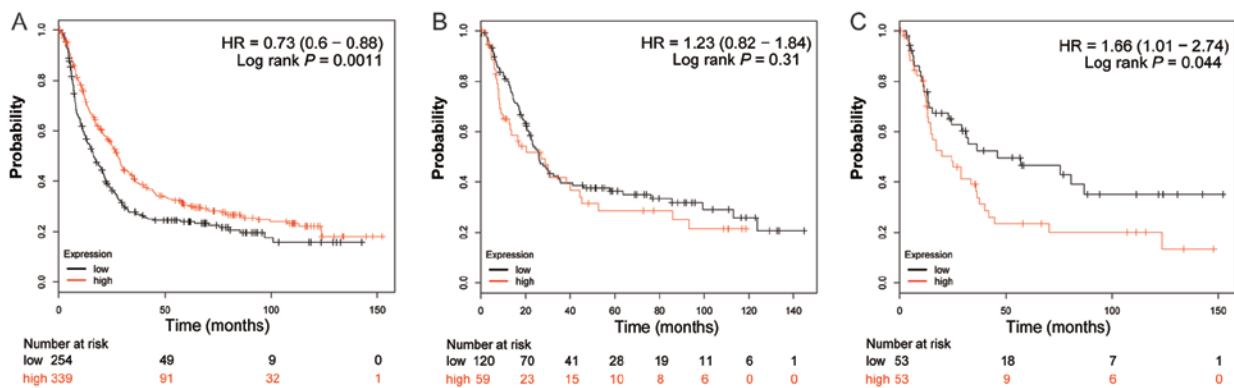 A
HR = 0.73 (0.6 – 0.88)
Log rank P = 0.0011
Probability
1.0
0.8
0.6
0.4
0.2
0.0
Expression
low
high
0 50 100 150
Time (months)
Number at risk
low 254 49 9 0
high 339 91 32 1
B
HR = 1.23 (0.82 – 1.84)
Log rank P = 0.31
Probability
1.0
0.8
0.6
0.4
0.2
0.0
Expression
low
high
0 20 40 60 80 100 120 140
Time (months)
Number at risk
low 120 70 41 28 19 11 6 1
high 59 23 15 10 8 6 0 0
C
HR = 1.66 (1.01 – 2.74)
Log rank P = 0.044
Probability
1.0
0.8
0.6
0.4
0.2
0.0
Expression
low
high
0 50 100 150
Time (months)
Number at risk
low 53 18 7 1
high 53 9 6 0